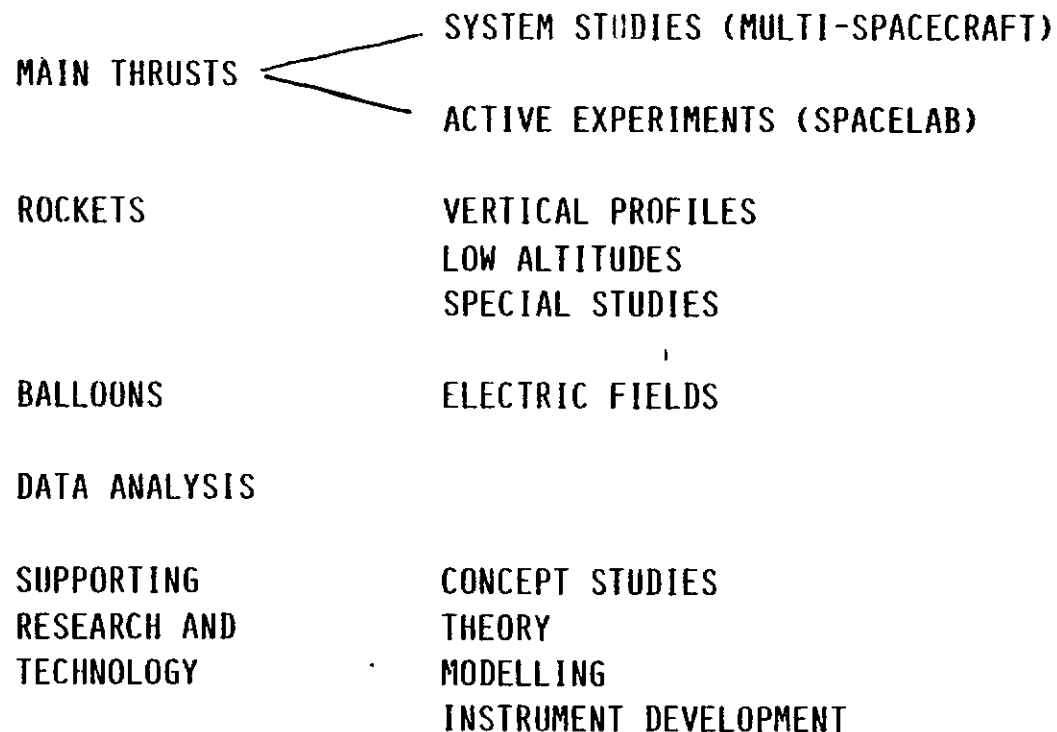 SYSTEM STUDIES (MULTI-SPACECRAFT)
MAIN THRUSTS
ACTIVE EXPERIMENTS (SPACELAB)
ROCKETS VERTICAL PROFILES
LOW ALTITUDES
SPECIAL STUDIES
BALLOONS ELECTRIC FIELDS
DATA ANALYSIS
SUPPORTING CONCEPT STUDIES
RESEARCH AND THEORY
TECHNOLOGY MODELLING
INSTRUMENT DEVELOPMENT